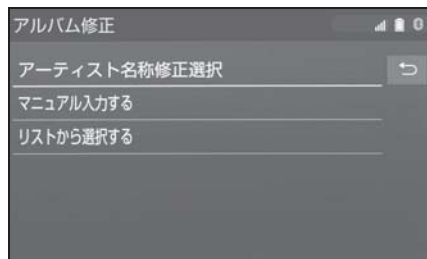 アルバム修正
アーティスト名称修正選択
マニュアル入力する
リストから選択する